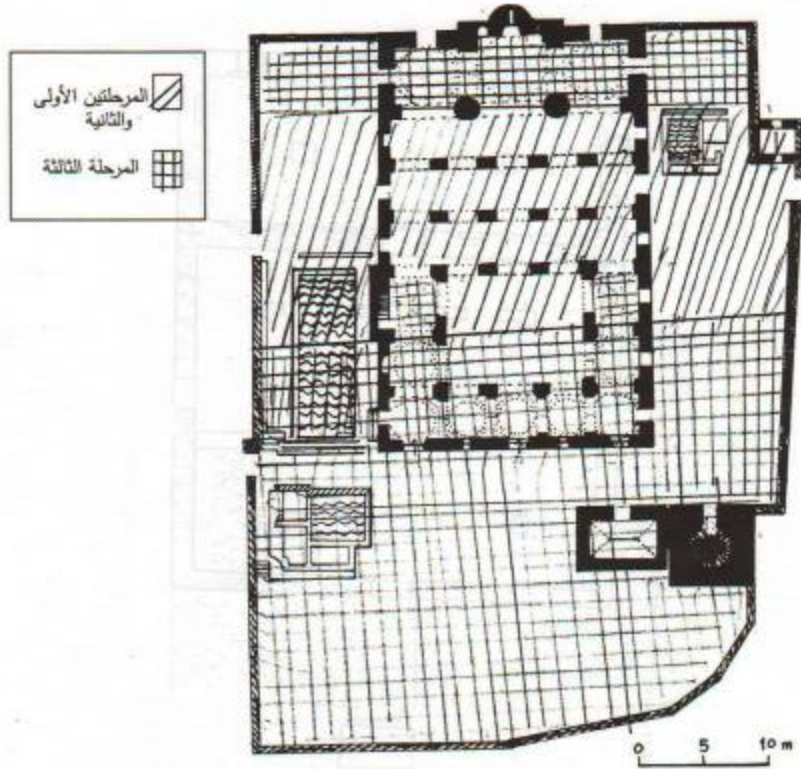 المرحلتين الأولى
والثانية
المرحلة الثالثة
0 5 10 m